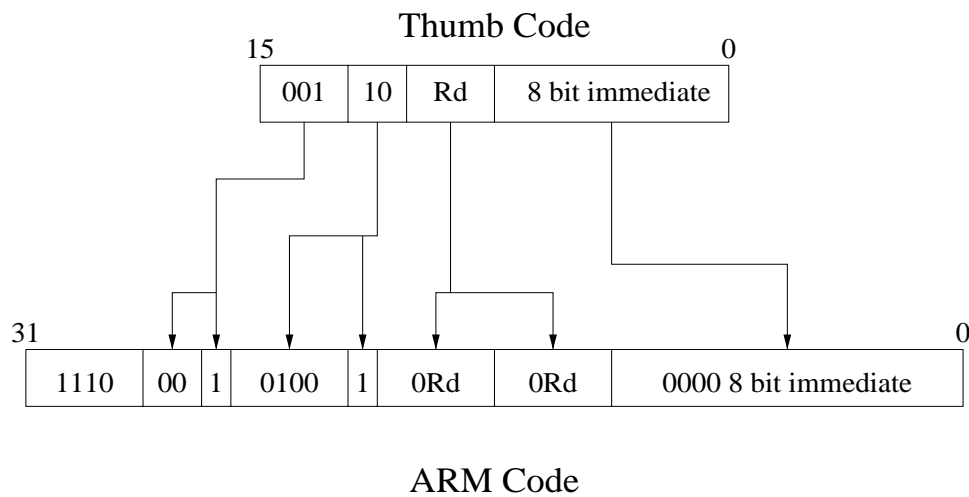 Thumb Code
15 0
001 10 Rd 8 bit immediate
31 0
1110 00 1 0100 1 0Rd 0Rd 0000 8 bit immediate
ARM Code